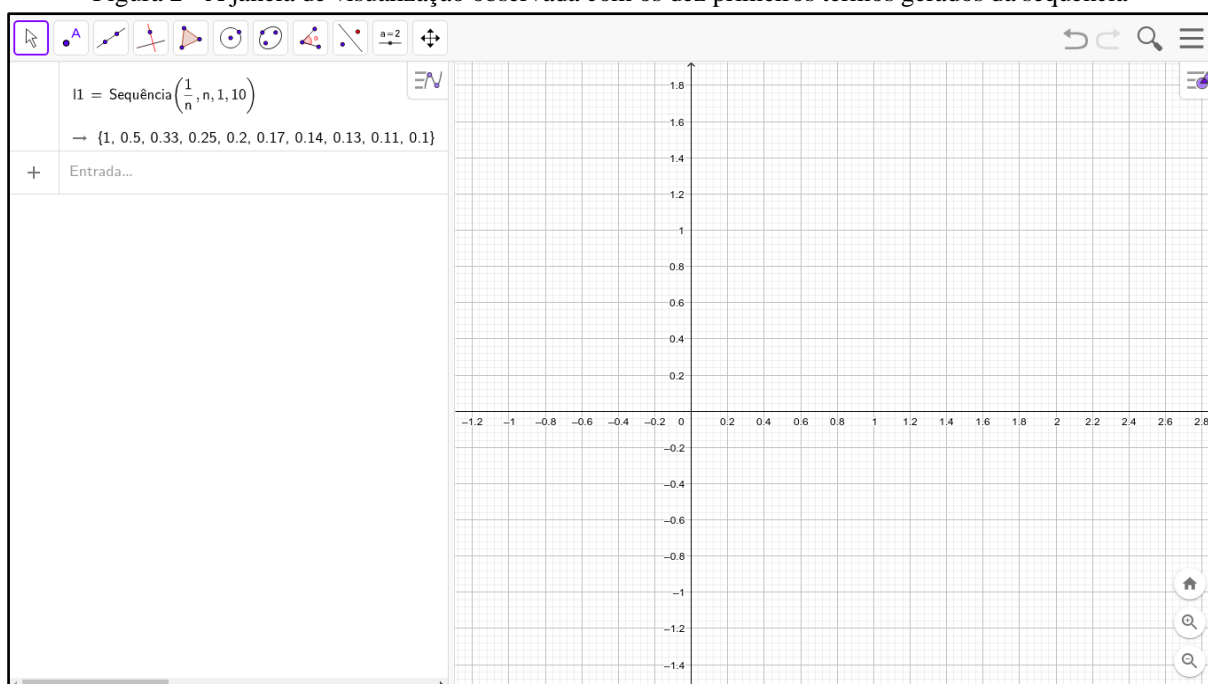 Figura 2 - A janela de visualização observada com os dez primeiros termos gerados da sequência
A
a = 2
l1 = Sequência(1/n, n, 1, 10)
→ {1, 0.5, 0.33, 0.25, 0.2, 0.17, 0.14, 0.13, 0.11, 0.1}
+ Entrada...
1.8
1.6
1.4
1.2
1
0.8
0.6
0.4
0.2
–1.2 –1 –0.8 –0.6 –0.4 –0.2 0 0.2 0.4 0.6 0.8 1 1.2 1.4 1.6 1.8 2 2.2 2.4 2.6 2.8
–0.2
–0.4
–0.6
–0.8
–1
–1.2
–1.4